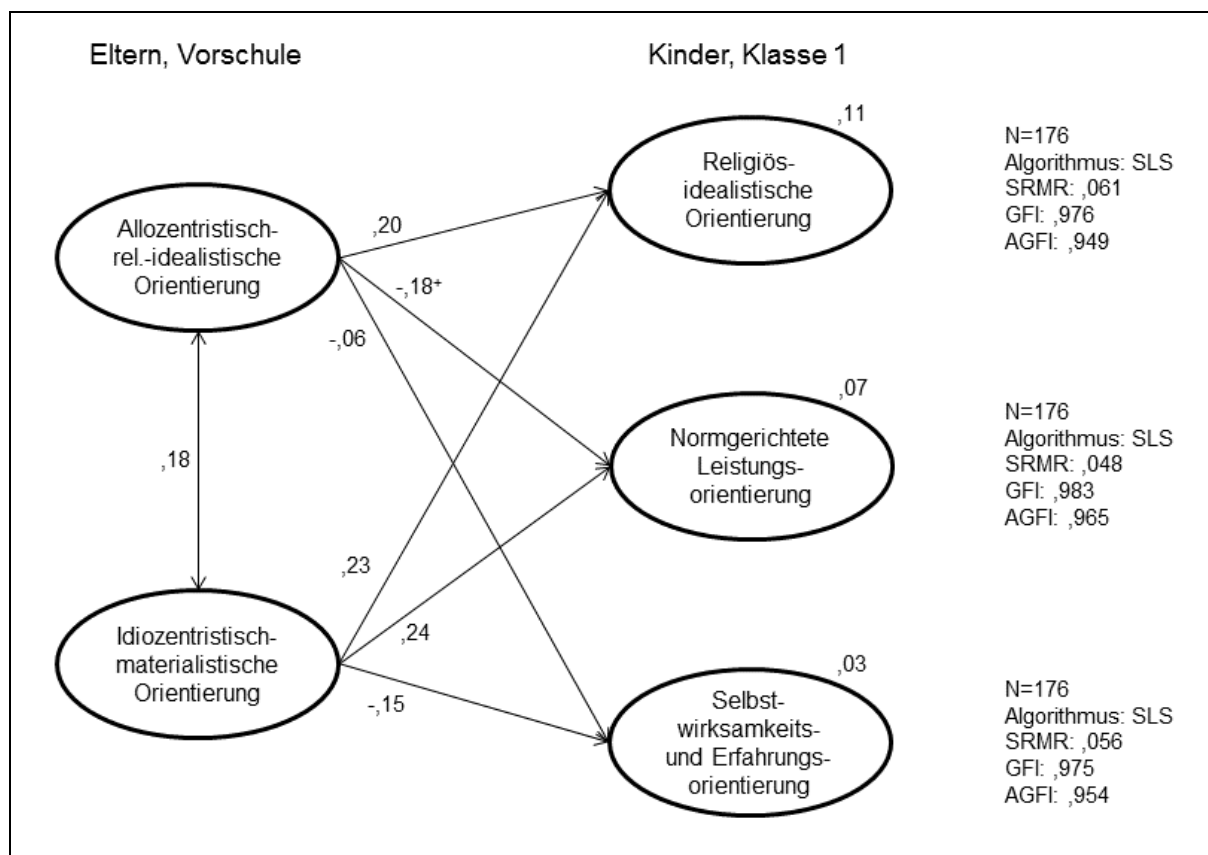 Eltern, Vorschule
Kinder, Klasse 1
Allozentristisch-
rel.-idealistische
Orientierung
Idiozentristisch-
materialistische
Orientierung
,18
,20
-,18+
-,06
,23
,24
-,15
,11
Religiös-
idealistische
Orientierung
,07
Normgerichtete
Leistungs-
orientierung
,03
Selbst-
wirksamkeits-
und Erfahrungs-
orientierung
N=176
Algorithmus: SLS
SRMR: ,061
GFI: ,976
AGFI: ,949
N=176
Algorithmus: SLS
SRMR: ,048
GFI: ,983
AGFI: ,965
N=176
Algorithmus: SLS
SRMR: ,056
GFI: ,975
AGFI: ,954